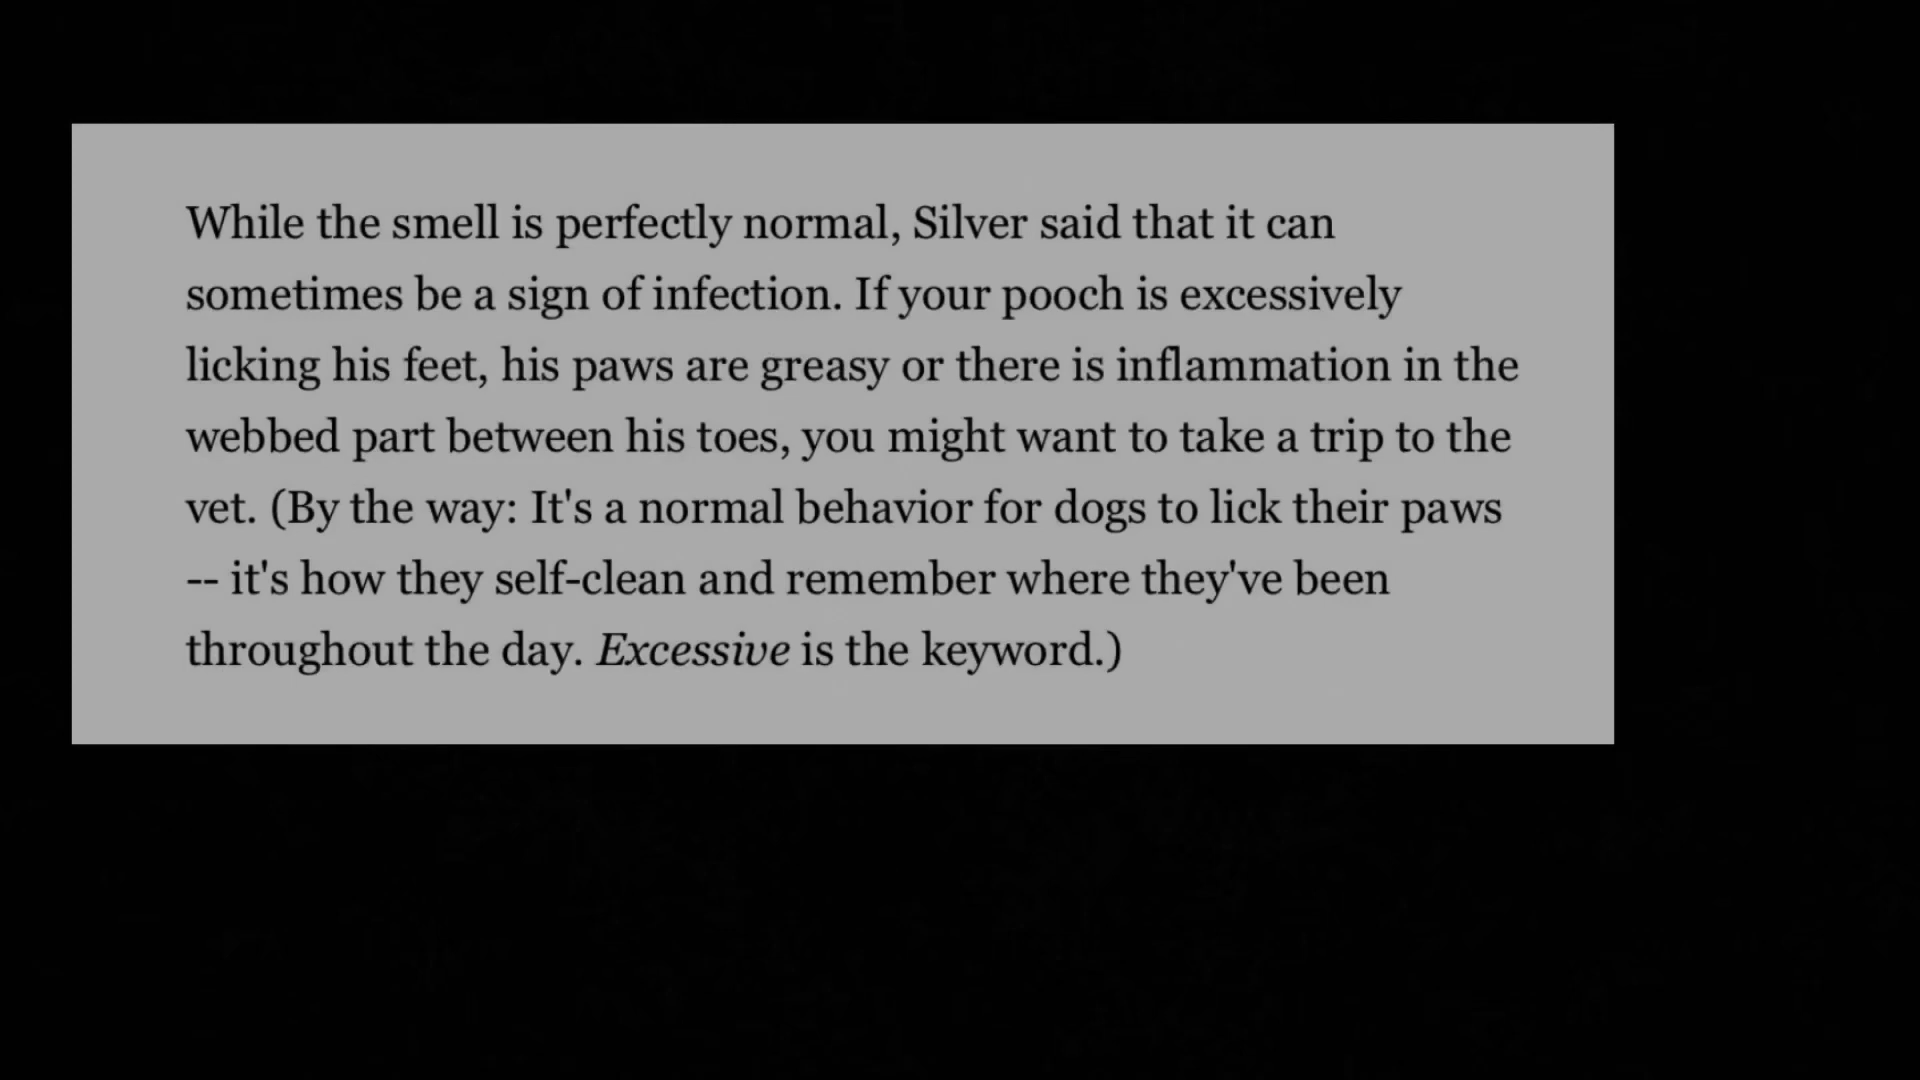 While the smell is perfectly normal, Silver said that it can
sometimes be a sign of infection. If your pooch is excessively
licking his feet, his paws are greasy or there is inflammation in the
webbed part between his toes, you might want to take a trip to the
vet. (By the way: It's a normal behavior for dogs to lick their paws
-- it's how they self-clean and remember where they've been
throughout the day. Excessive is the keyword.)